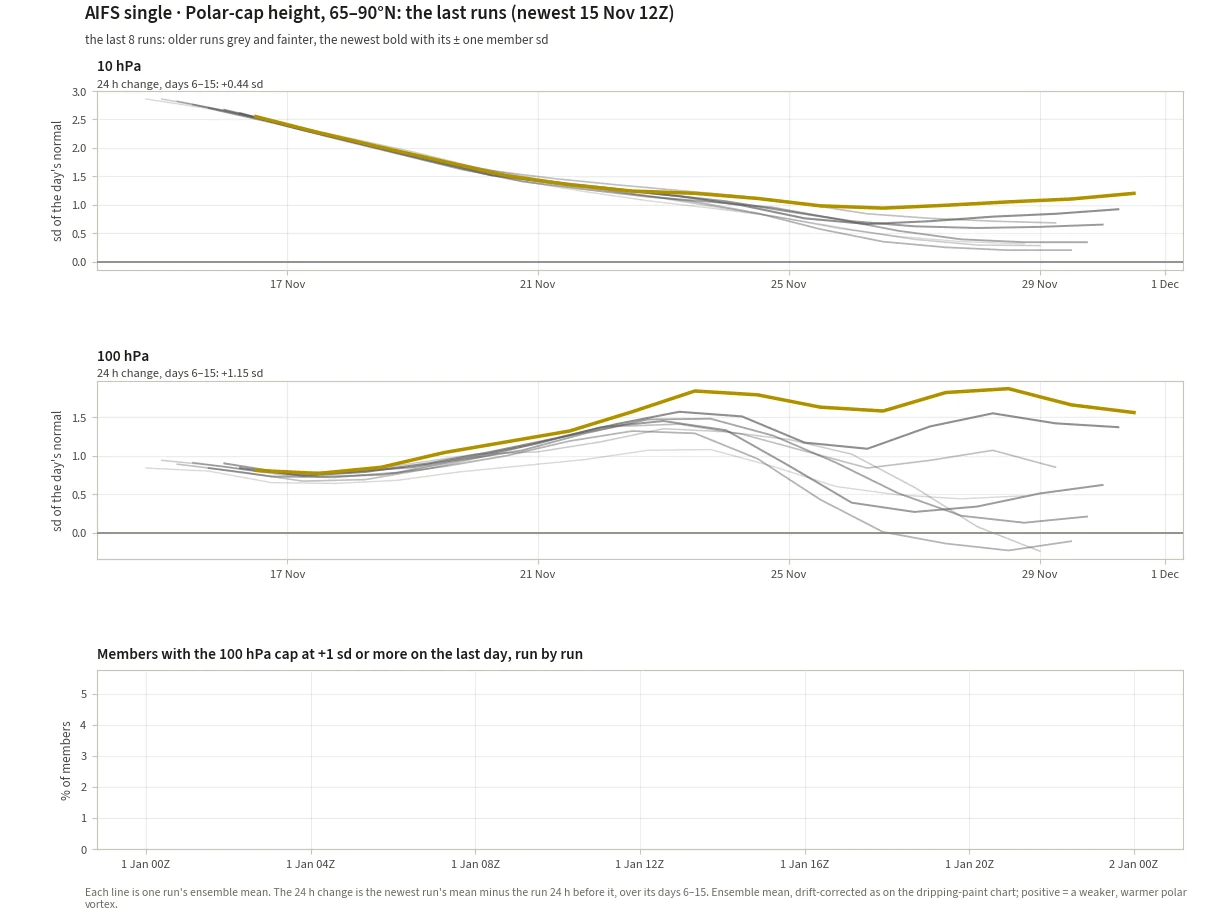 AIFS single · Polar-cap height, 65–90°N: the last runs (newest 15 Nov 12Z)
the last 8 runs: older runs grey and fainter, the newest bold with its ± one member sd
10 hPa
24 h change, days 6–15: +0.44 sd
sd of the day's normal
3.0
2.5
2.0
1.5
1.0
0.5
0.0
17 Nov 21 Nov 25 Nov 29 Nov 1 Dec
100 hPa
24 h change, days 6–15: +1.15 sd
sd of the day's normal
1.5
1.0
0.5
0.0
17 Nov 21 Nov 25 Nov 29 Nov 1 Dec
Members with the 100 hPa cap at +1 sd or more on the last day, run by run
% of members
5
4
3
2
1
0
1 Jan 00Z 1 Jan 04Z 1 Jan 08Z 1 Jan 12Z 1 Jan 16Z 1 Jan 20Z 2 Jan 00Z
Each line is one run's ensemble mean. The 24 h change is the newest run's mean minus the run 24 h before it, over its days 6–15. Ensemble mean, drift-corrected as on the dripping-paint chart; positive = a weaker, warmer polar
vortex.